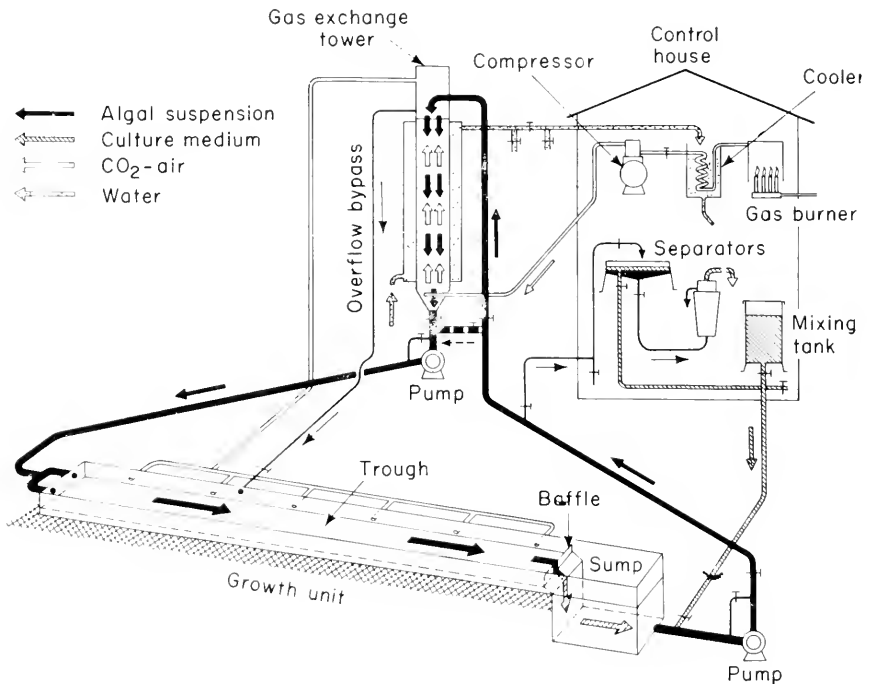 Gas exchange
tower
Control
house
Compressor
Cooler
Algal suspension
Culture medium
CO₂-air
Water
Overflow bypass
Gas burner
Separators
Mixing
tank
Pump
Trough
Baffle
Sump
Growth unit
Pump